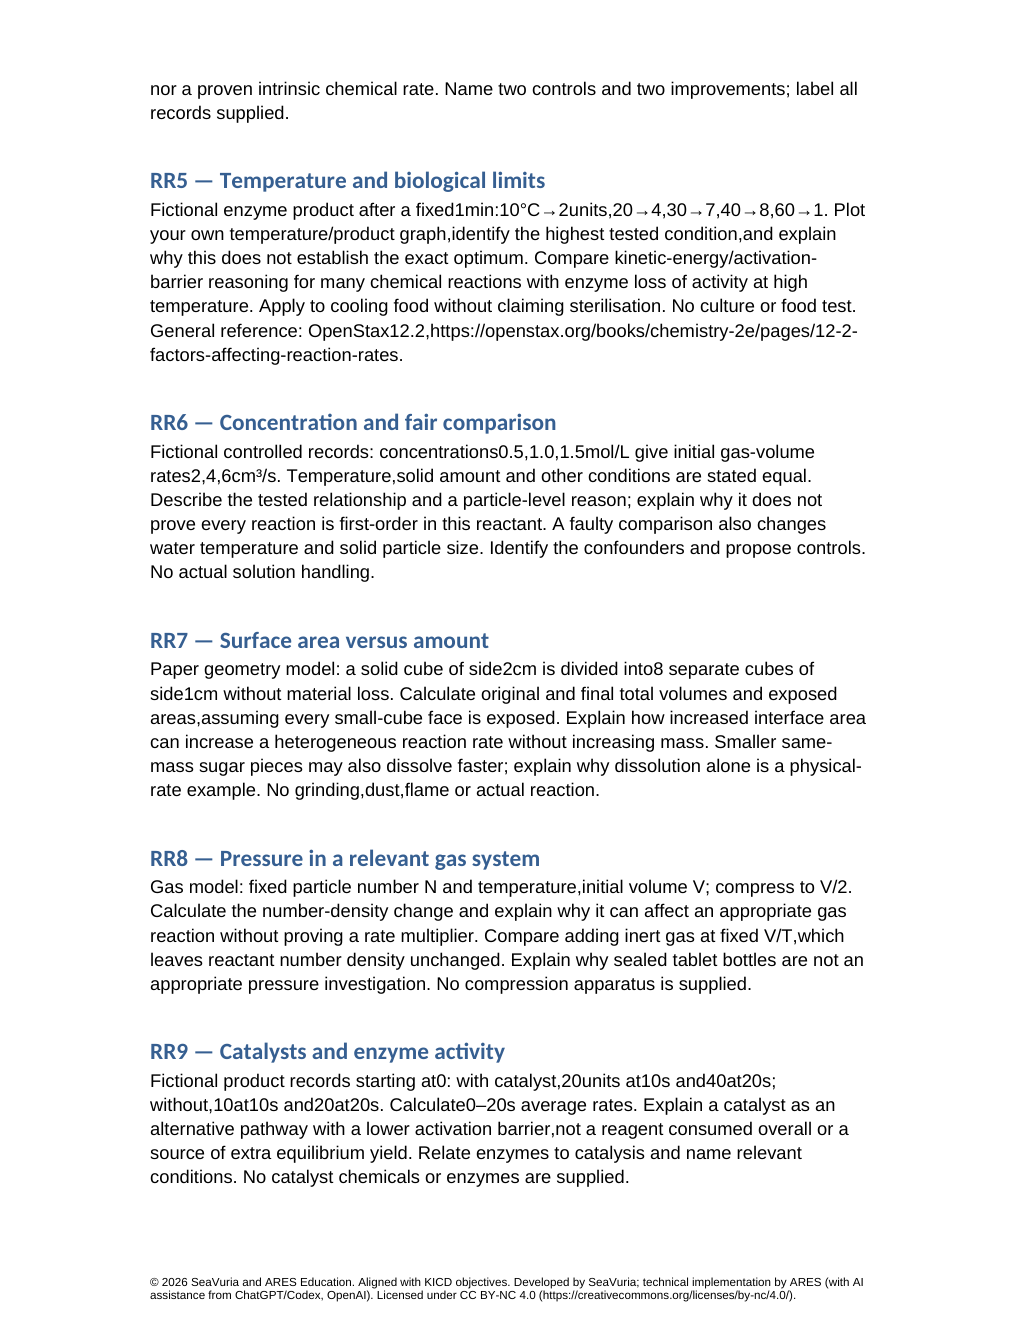 nor a proven intrinsic chemical rate. Name two controls and two improvements; label all
records supplied.
RR5 — Temperature and biological limits
Fictional enzyme product after a fixed1min:10°C→2units,20→4,30→7,40→8,60→1. Plot
your own temperature/product graph,identify the highest tested condition,and explain
why this does not establish the exact optimum. Compare kinetic-energy/activation-
barrier reasoning for many chemical reactions with enzyme loss of activity at high
temperature. Apply to cooling food without claiming sterilisation. No culture or food test.
General reference: OpenStax12.2,https://openstax.org/books/chemistry-2e/pages/12-2-
factors-affecting-reaction-rates.
RR6 — Concentration and fair comparison
Fictional controlled records: concentrations0.5,1.0,1.5mol/L give initial gas-volume
rates2,4,6cm³/s. Temperature,solid amount and other conditions are stated equal.
Describe the tested relationship and a particle-level reason; explain why it does not
prove every reaction is first-order in this reactant. A faulty comparison also changes
water temperature and solid particle size. Identify the confounders and propose controls.
No actual solution handling.
RR7 — Surface area versus amount
Paper geometry model: a solid cube of side2cm is divided into8 separate cubes of
side1cm without material loss. Calculate original and final total volumes and exposed
areas,assuming every small-cube face is exposed. Explain how increased interface area
can increase a heterogeneous reaction rate without increasing mass. Smaller same-
mass sugar pieces may also dissolve faster; explain why dissolution alone is a physical-
rate example. No grinding,dust,flame or actual reaction.
RR8 — Pressure in a relevant gas system
Gas model: fixed particle number N and temperature,initial volume V; compress to V/2.
Calculate the number-density change and explain why it can affect an appropriate gas
reaction without proving a rate multiplier. Compare adding inert gas at fixed V/T,which
leaves reactant number density unchanged. Explain why sealed tablet bottles are not an
appropriate pressure investigation. No compression apparatus is supplied.
RR9 — Catalysts and enzyme activity
Fictional product records starting at0: with catalyst,20units at10s and40at20s;
without,10at10s and20at20s. Calculate0–20s average rates. Explain a catalyst as an
alternative pathway with a lower activation barrier,not a reagent consumed overall or a
source of extra equilibrium yield. Relate enzymes to catalysis and name relevant
conditions. No catalyst chemicals or enzymes are supplied.
© 2026 SeaVuria and ARES Education. Aligned with KICD objectives. Developed by SeaVuria; technical implementation by ARES (with AI
assistance from ChatGPT/Codex, OpenAI). Licensed under CC BY-NC 4.0 (https://creativecommons.org/licenses/by-nc/4.0/).